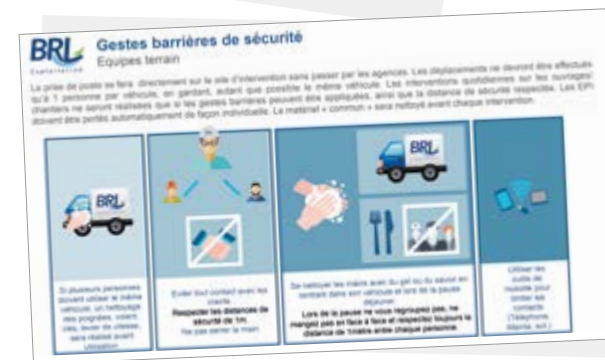 BRL
Exploitation
Gestes barrières de sécurité
Equipes terrain
La prise de poste se fera directement sur le site d'intervention sans passer par les agences. Les déplacements ne devront être effectués
qu'à 1 personne par véhicule, en gardant, autant que possible le même véhicule. Les interventions quotidiennes sur les ouvrages/
chantiers ne seront réalisées que si les gestes barrières peuvent être appliquées, ainsi que la distance de sécurité respectée. Les EPI
doivent être portés automatiquement de façon individuelle. Le matériel « commun » sera nettoyé avant chaque intervention.
BRL
BRL
Si plusieurs personnes
doivent utiliser le même
véhicule, un nettoyage
des poignées, volant,
clés, levier de vitesse,
sera réalisé avant
utilisation
Eviter tout contact avec les
clients
Respecter les distances de
sécurité de 1m.
Ne pas serrer la main.
Se nettoyer les mains avec du gel ou du savon en
rentrant dans son véhicule et lors de la pause
déjeuner.
Lors de la pause ne vous regroupez pas, ne
mangez pas en face à face et respectez toujours la
distance de 1mètre entre chaque personne.
Utiliser les
outils de
mobilité pour
limiter les
contacts
(Téléphone,